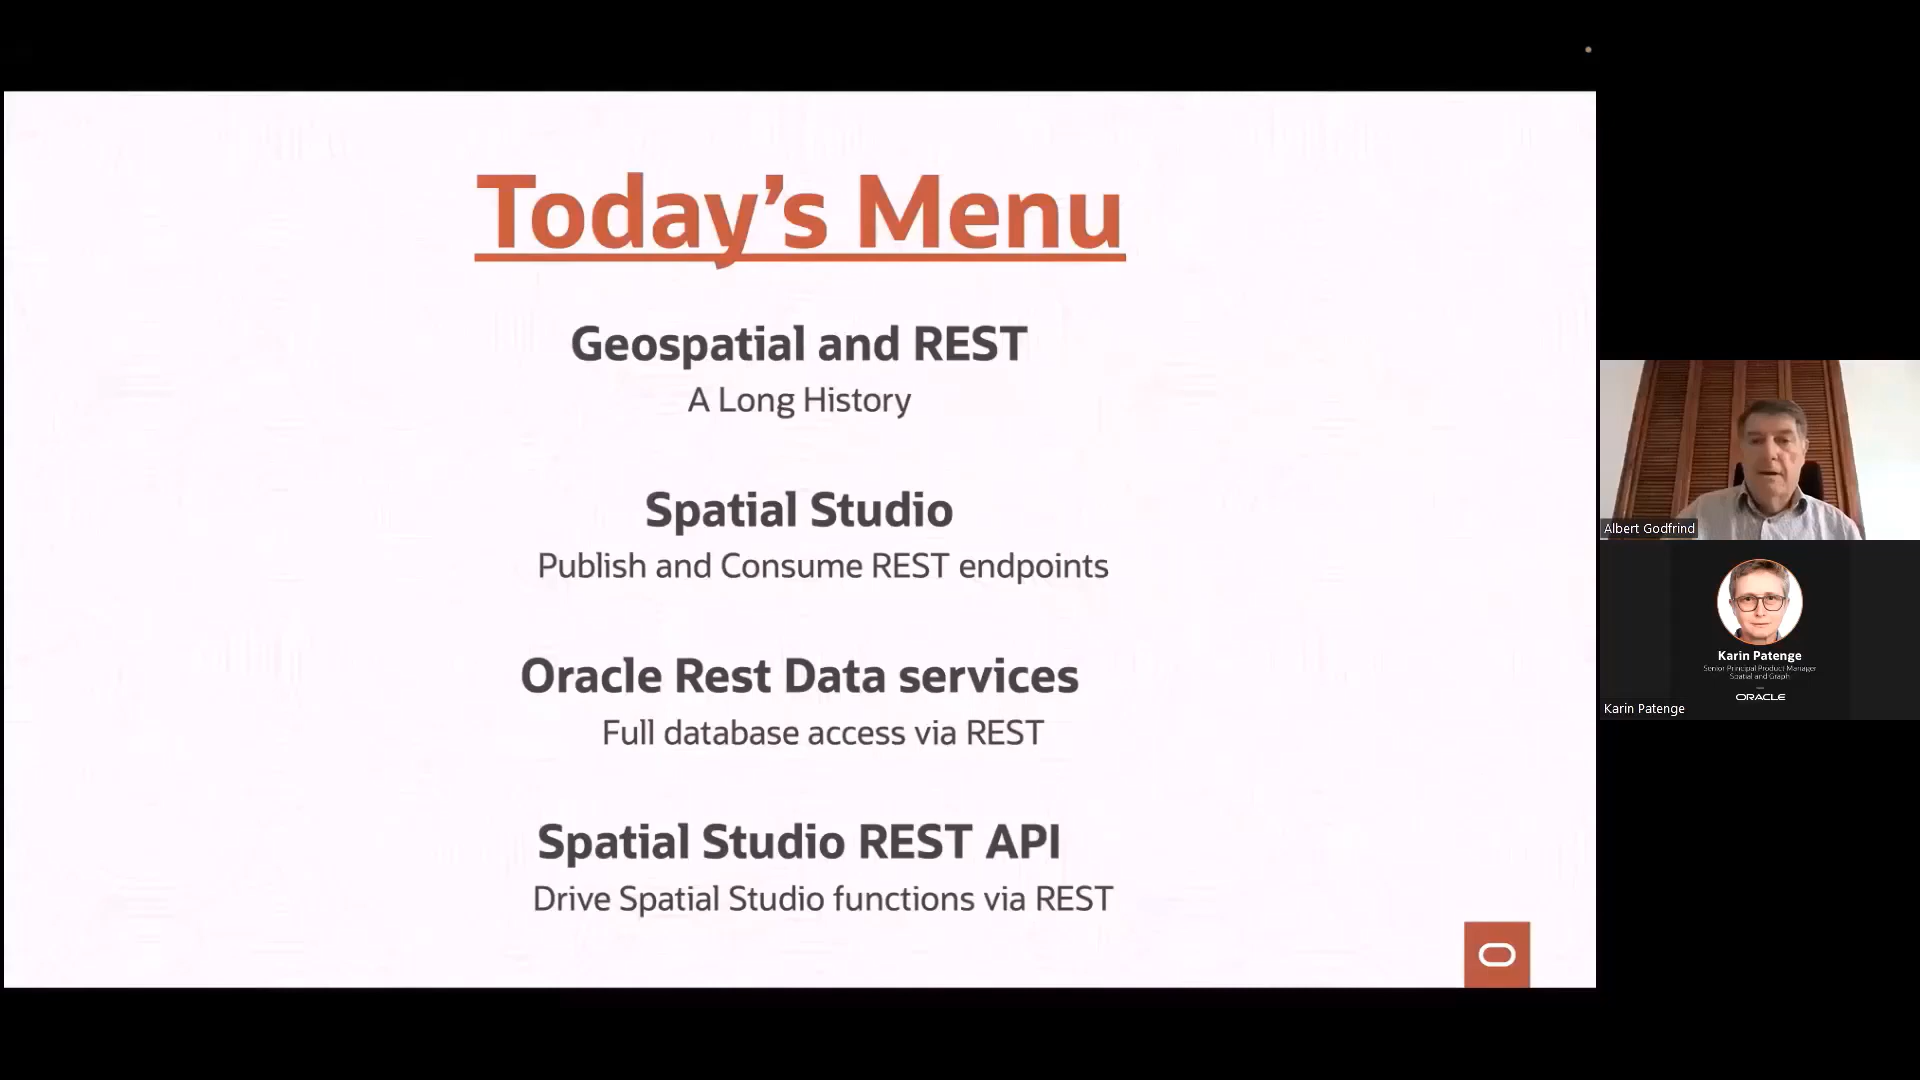 Today’s Menu
Geospatial and REST
A Long History
Spatial Studio
Publish and Consume REST endpoints
Oracle Rest Data services
Full database access via REST
Spatial Studio REST API
Drive Spatial Studio functions via REST
Albert Godfrind
Karin Patenge
Senior Principal Product Manager
Spatial and Graph
ORACLE
Karin Patenge